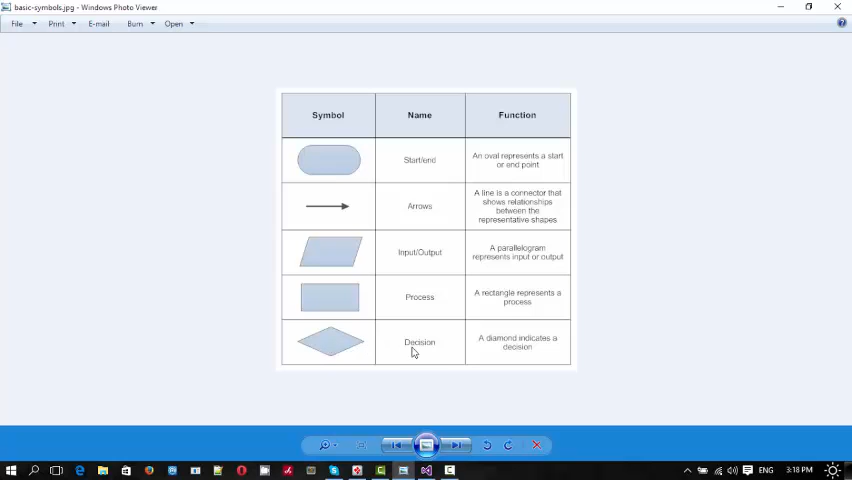 basic-symbols.jpg - Windows Photo Viewer
File Print E-mail Burn Open
Symbol Name Function
Start/end
An oval represents a start
or end point
Arrows
A line is a connector that
shows relationships
between the
representative shapes
Input/Output
A parallelogram
represents input or output
Process
A rectangle represents a
process
Decision
A diamond indicates a
decision
ENG 3:18 PM